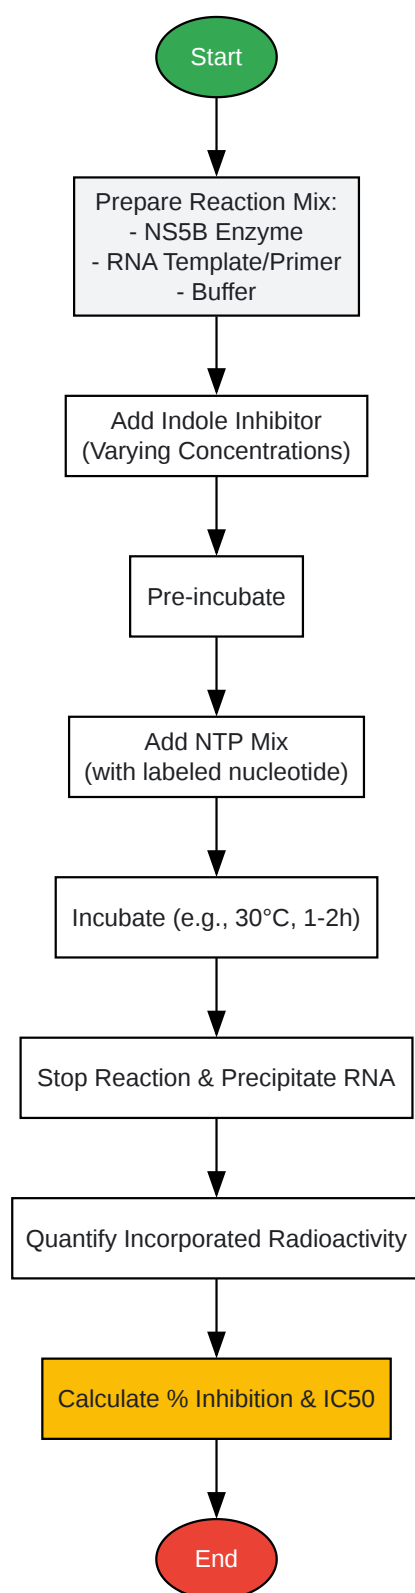 Start
Prepare Reaction Mix:
- NS5B Enzyme
- RNA Template/Primer
- Buffer
Add Indole Inhibitor
(Varying Concentrations)
Pre-incubate
Add NTP Mix
(with labeled nucleotide)
Incubate (e.g., 30°C, 1-2h)
Stop Reaction & Precipitate RNA
Quantify Incorporated Radioactivity
Calculate % Inhibition & IC50
End